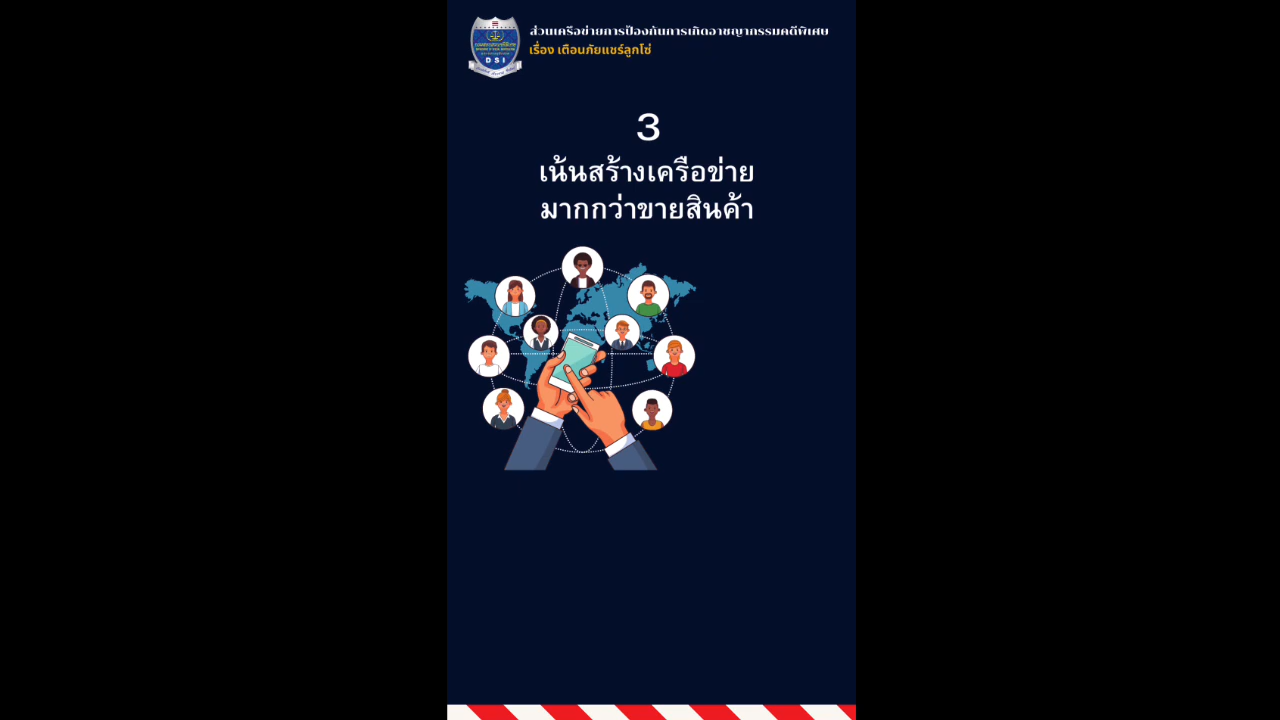 ส่วนเครือข่ายการป้องกันการเกิดอาชญากรรมคดีพิเศษ
เรื่อง เตือนภัยแชร์ลูกโซ่
DSI
3
เน้นสร้างเครือข่าย
มากกว่าขายสินค้า